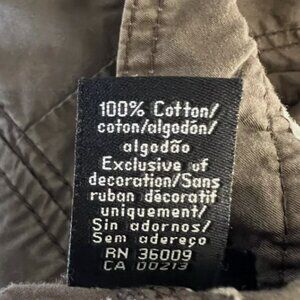 100% Cotton/
coton/algodón/
algodão
Exclusive of
decoration/Sans
ruban décoratif
uniquement/
Sin adornos/
Sem adereço
RN 36009
CA 00213